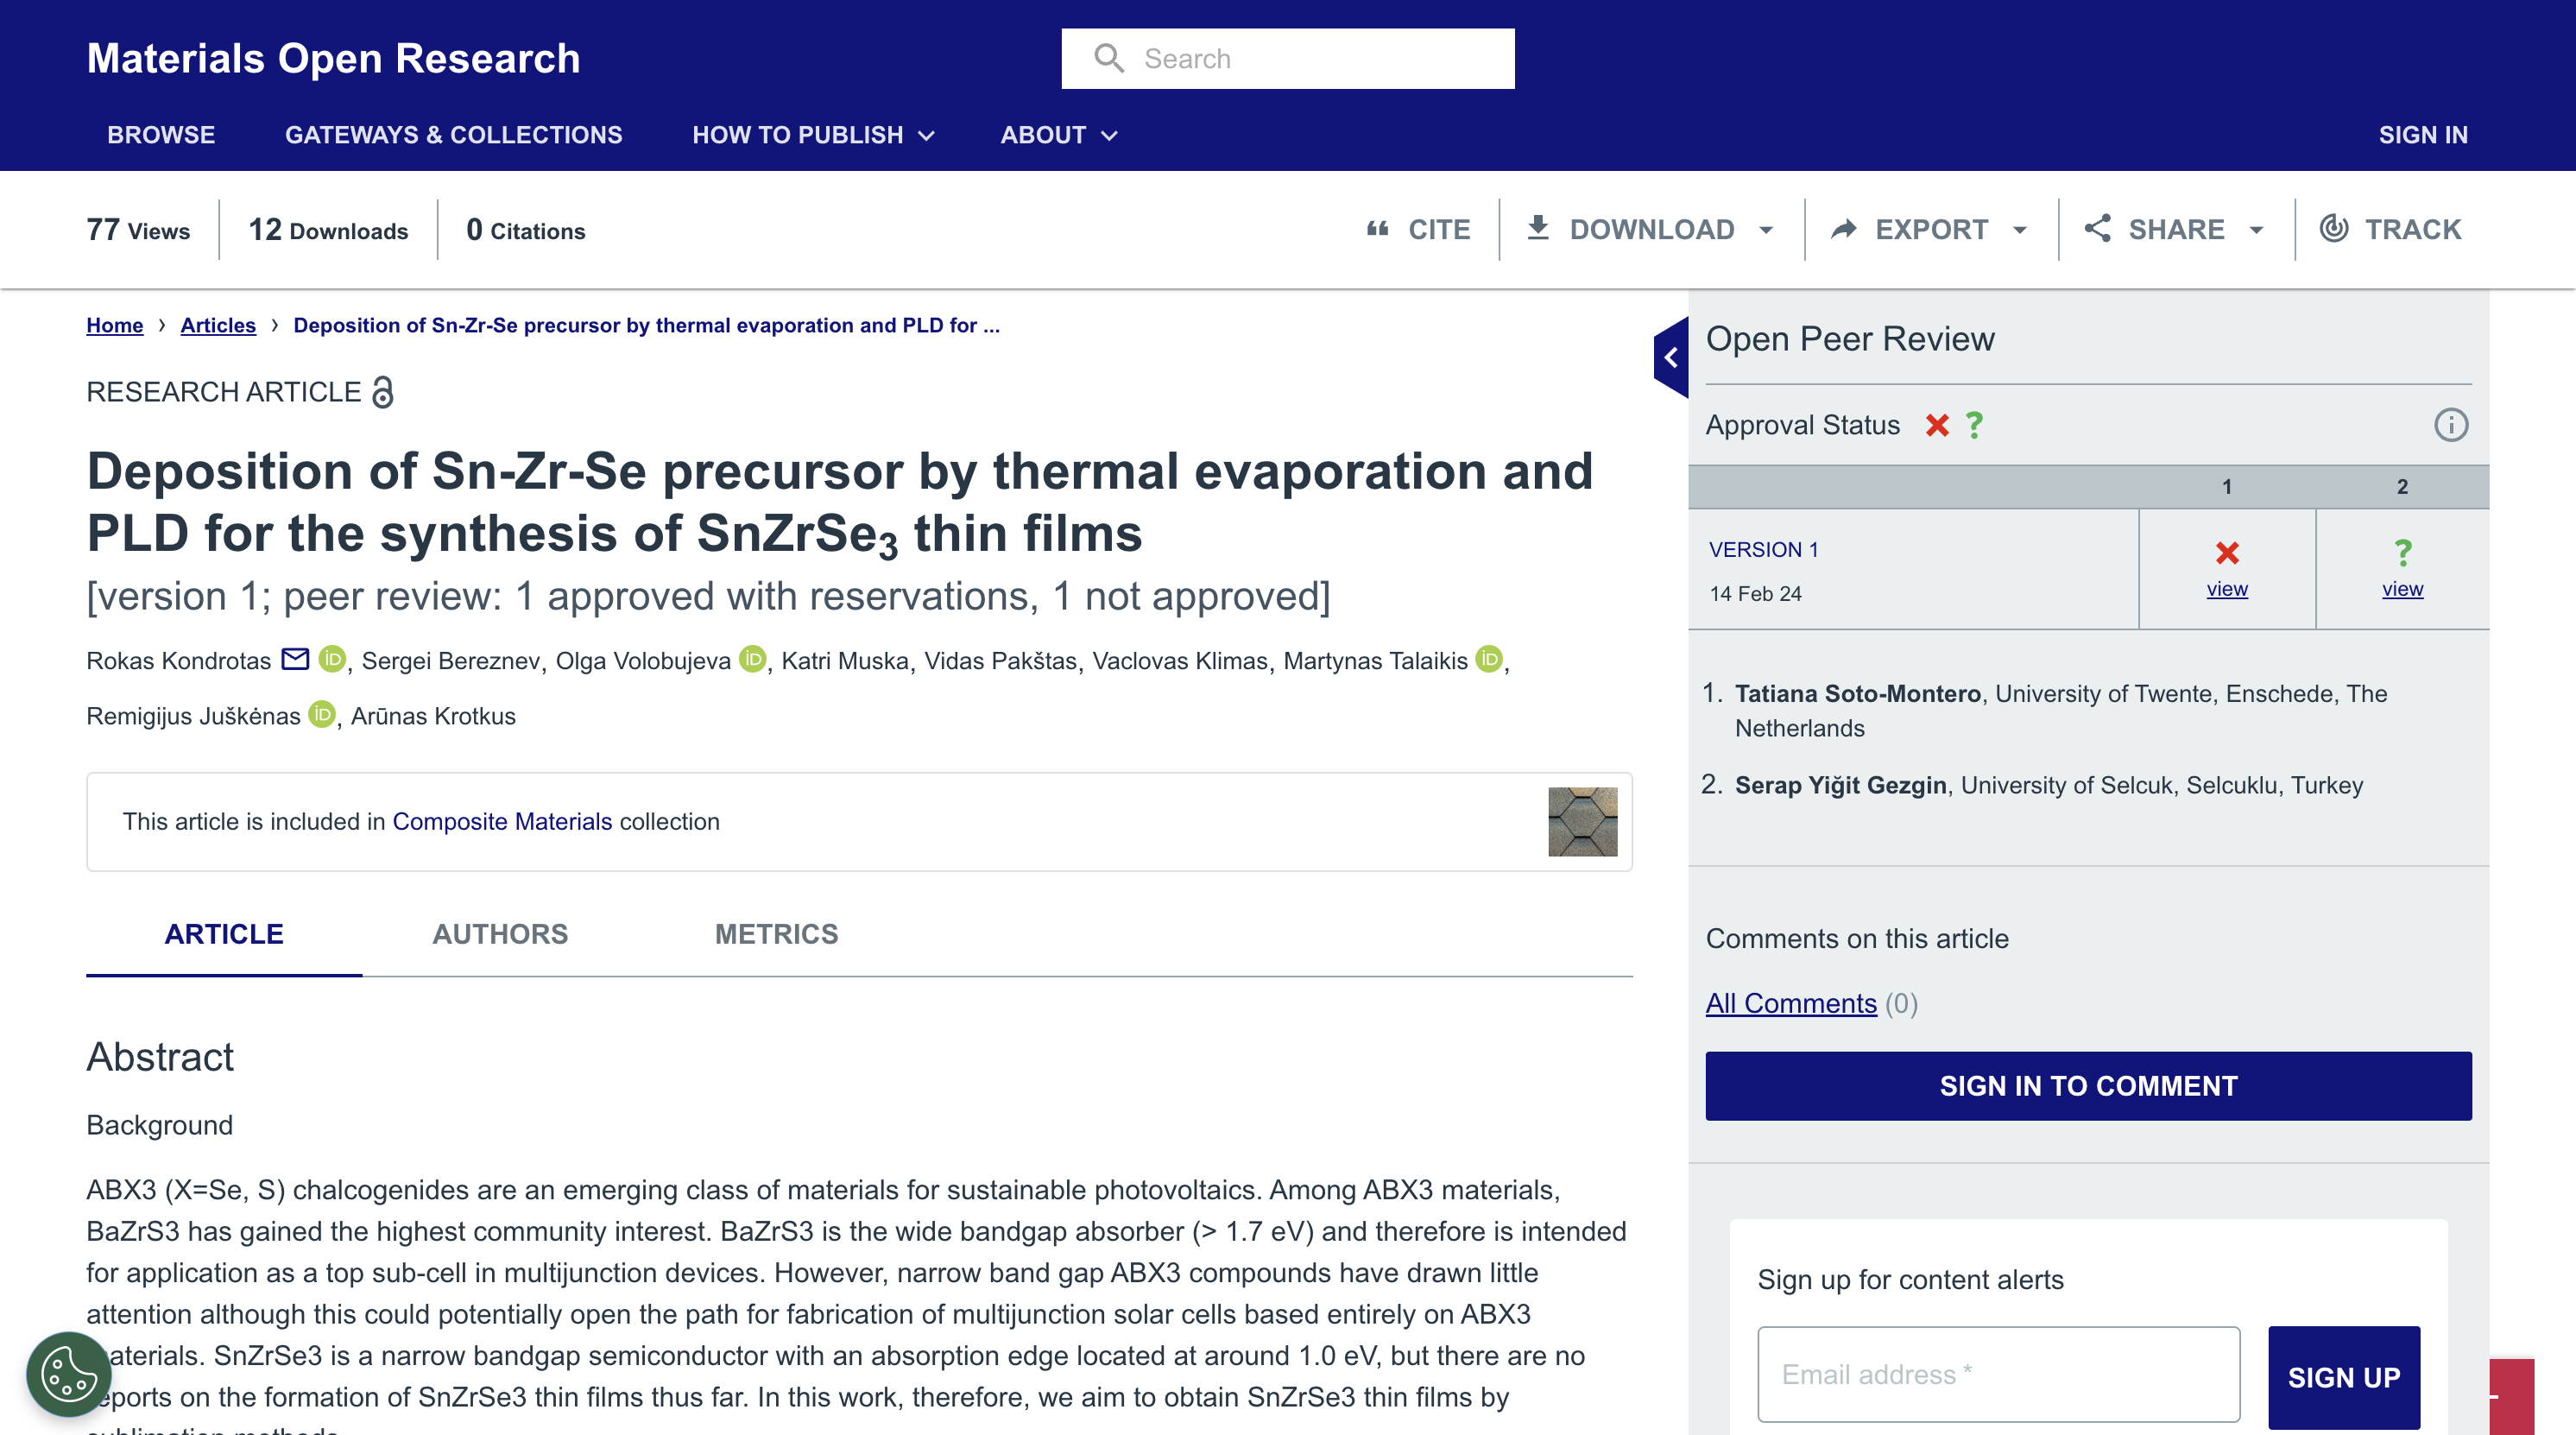 Materials Open Research
Search
BROWSE GATEWAYS & COLLECTIONS HOW TO PUBLISH ABOUT SIGN IN
77 Views 12 Downloads 0 Citations CITE DOWNLOAD EXPORT SHARE TRACK
Home › Articles › Deposition of Sn-Zr-Se precursor by thermal evaporation and PLD for ...
RESEARCH ARTICLE
Deposition of Sn-Zr-Se precursor by thermal evaporation and
PLD for the synthesis of SnZrSe₃ thin films
[version 1; peer review: 1 approved with reservations, 1 not approved]
Rokas Kondrotas iD, Sergei Bereznev, Olga Volobujeva iD, Katri Muska, Vidas Pakštas, Vaclovas Klimas, Martynas Talaikis iD,
Remigijus Juškėnas iD, Arūnas Krotkus
This article is included in Composite Materials collection
ARTICLE AUTHORS METRICS
Abstract
Background
ABX3 (X=Se, S) chalcogenides are an emerging class of materials for sustainable photovoltaics. Among ABX3 materials,
BaZrS3 has gained the highest community interest. BaZrS3 is the wide bandgap absorber (> 1.7 eV) and therefore is intended
for application as a top sub-cell in multijunction devices. However, narrow band gap ABX3 compounds have drawn little
attention although this could potentially open the path for fabrication of multijunction solar cells based entirely on ABX3
aterials. SnZrSe3 is a narrow bandgap semiconductor with an absorption edge located at around 1.0 eV, but there are no
eports on the formation of SnZrSe3 thin films thus far. In this work, therefore, we aim to obtain SnZrSe3 thin films by
Open Peer Review
Approval Status ?
1 2
VERSION 1 ?
14 Feb 24 view view
1. Tatiana Soto-Montero, University of Twente, Enschede, The
Netherlands
2. Serap Yiğit Gezgin, University of Selcuk, Selcuklu, Turkey
Comments on this article
All Comments (0)
SIGN IN TO COMMENT
Sign up for content alerts
Email address *
SIGN UP